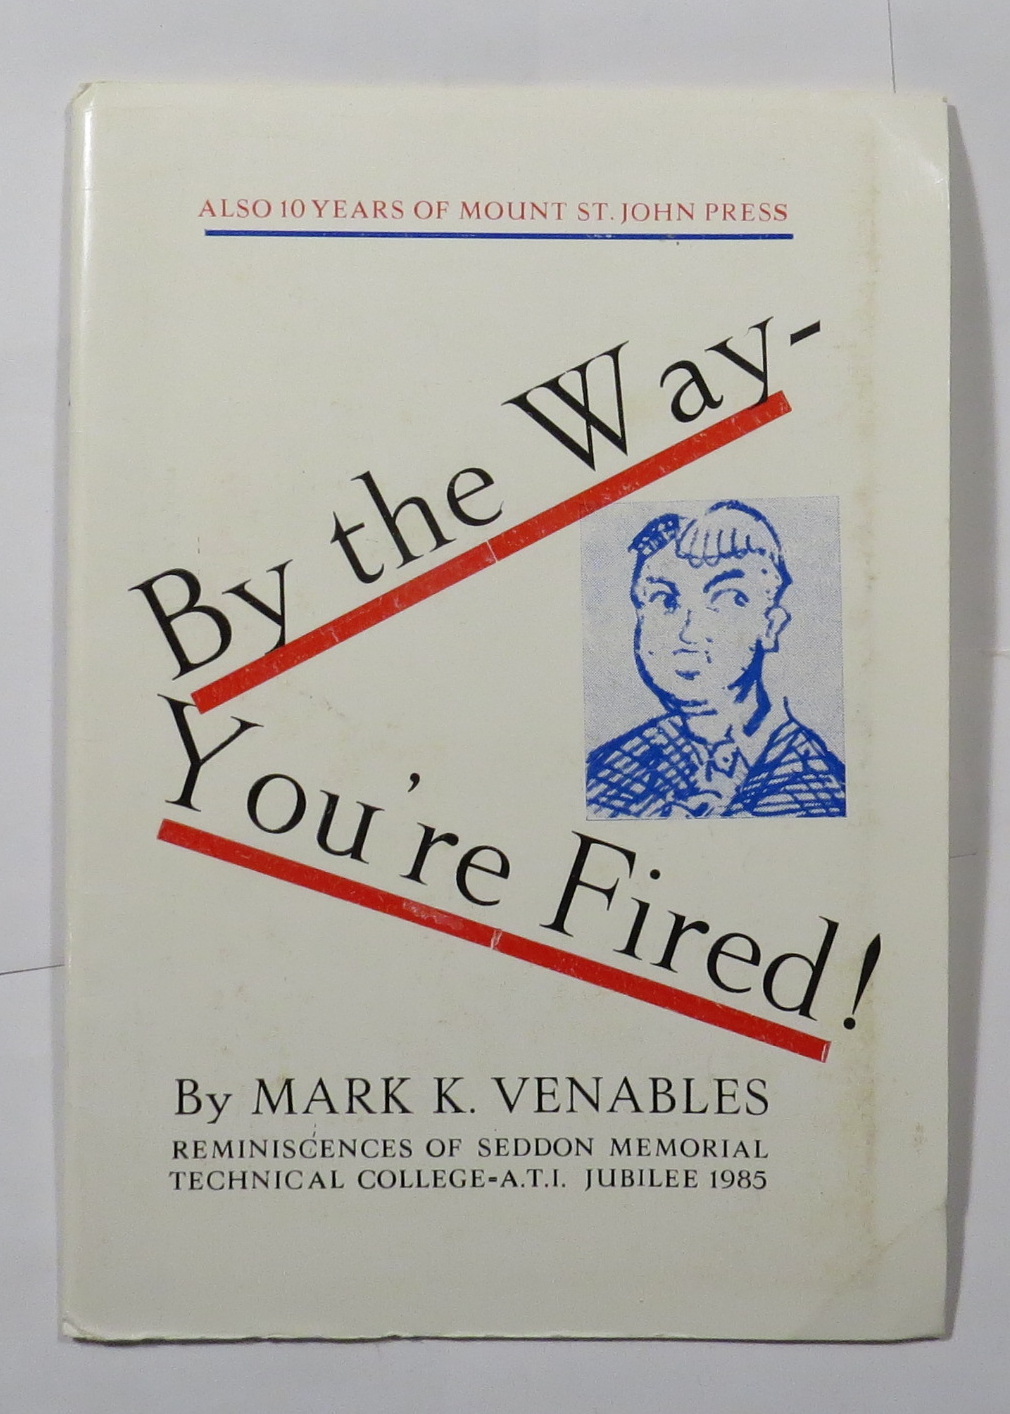 ALSO 10 YEARS OF MOUNT ST. JOHN PRESS
By the Way-
You're Fired!
By MARK K. VENABLES
REMINISCENCES OF SEDDON MEMORIAL
TECHNICAL COLLEGE=A.T.I. JUBILEE 1985